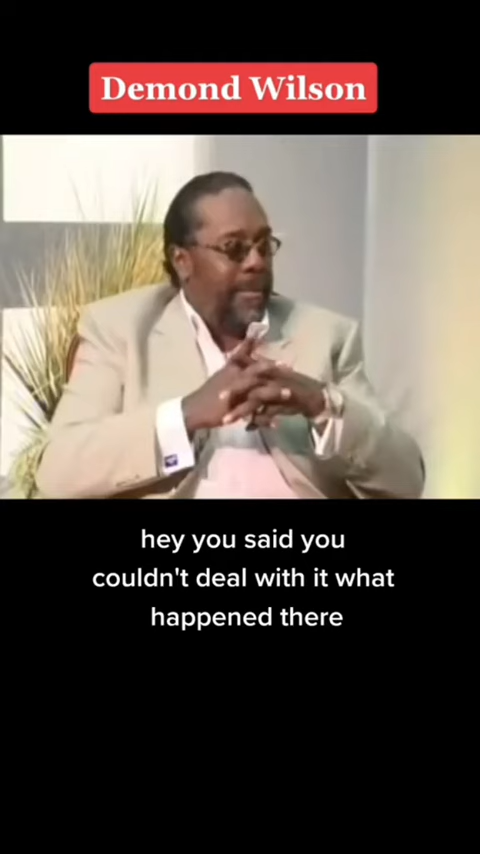 Demond Wilson
hey you said you
couldn't deal with it what
happened there